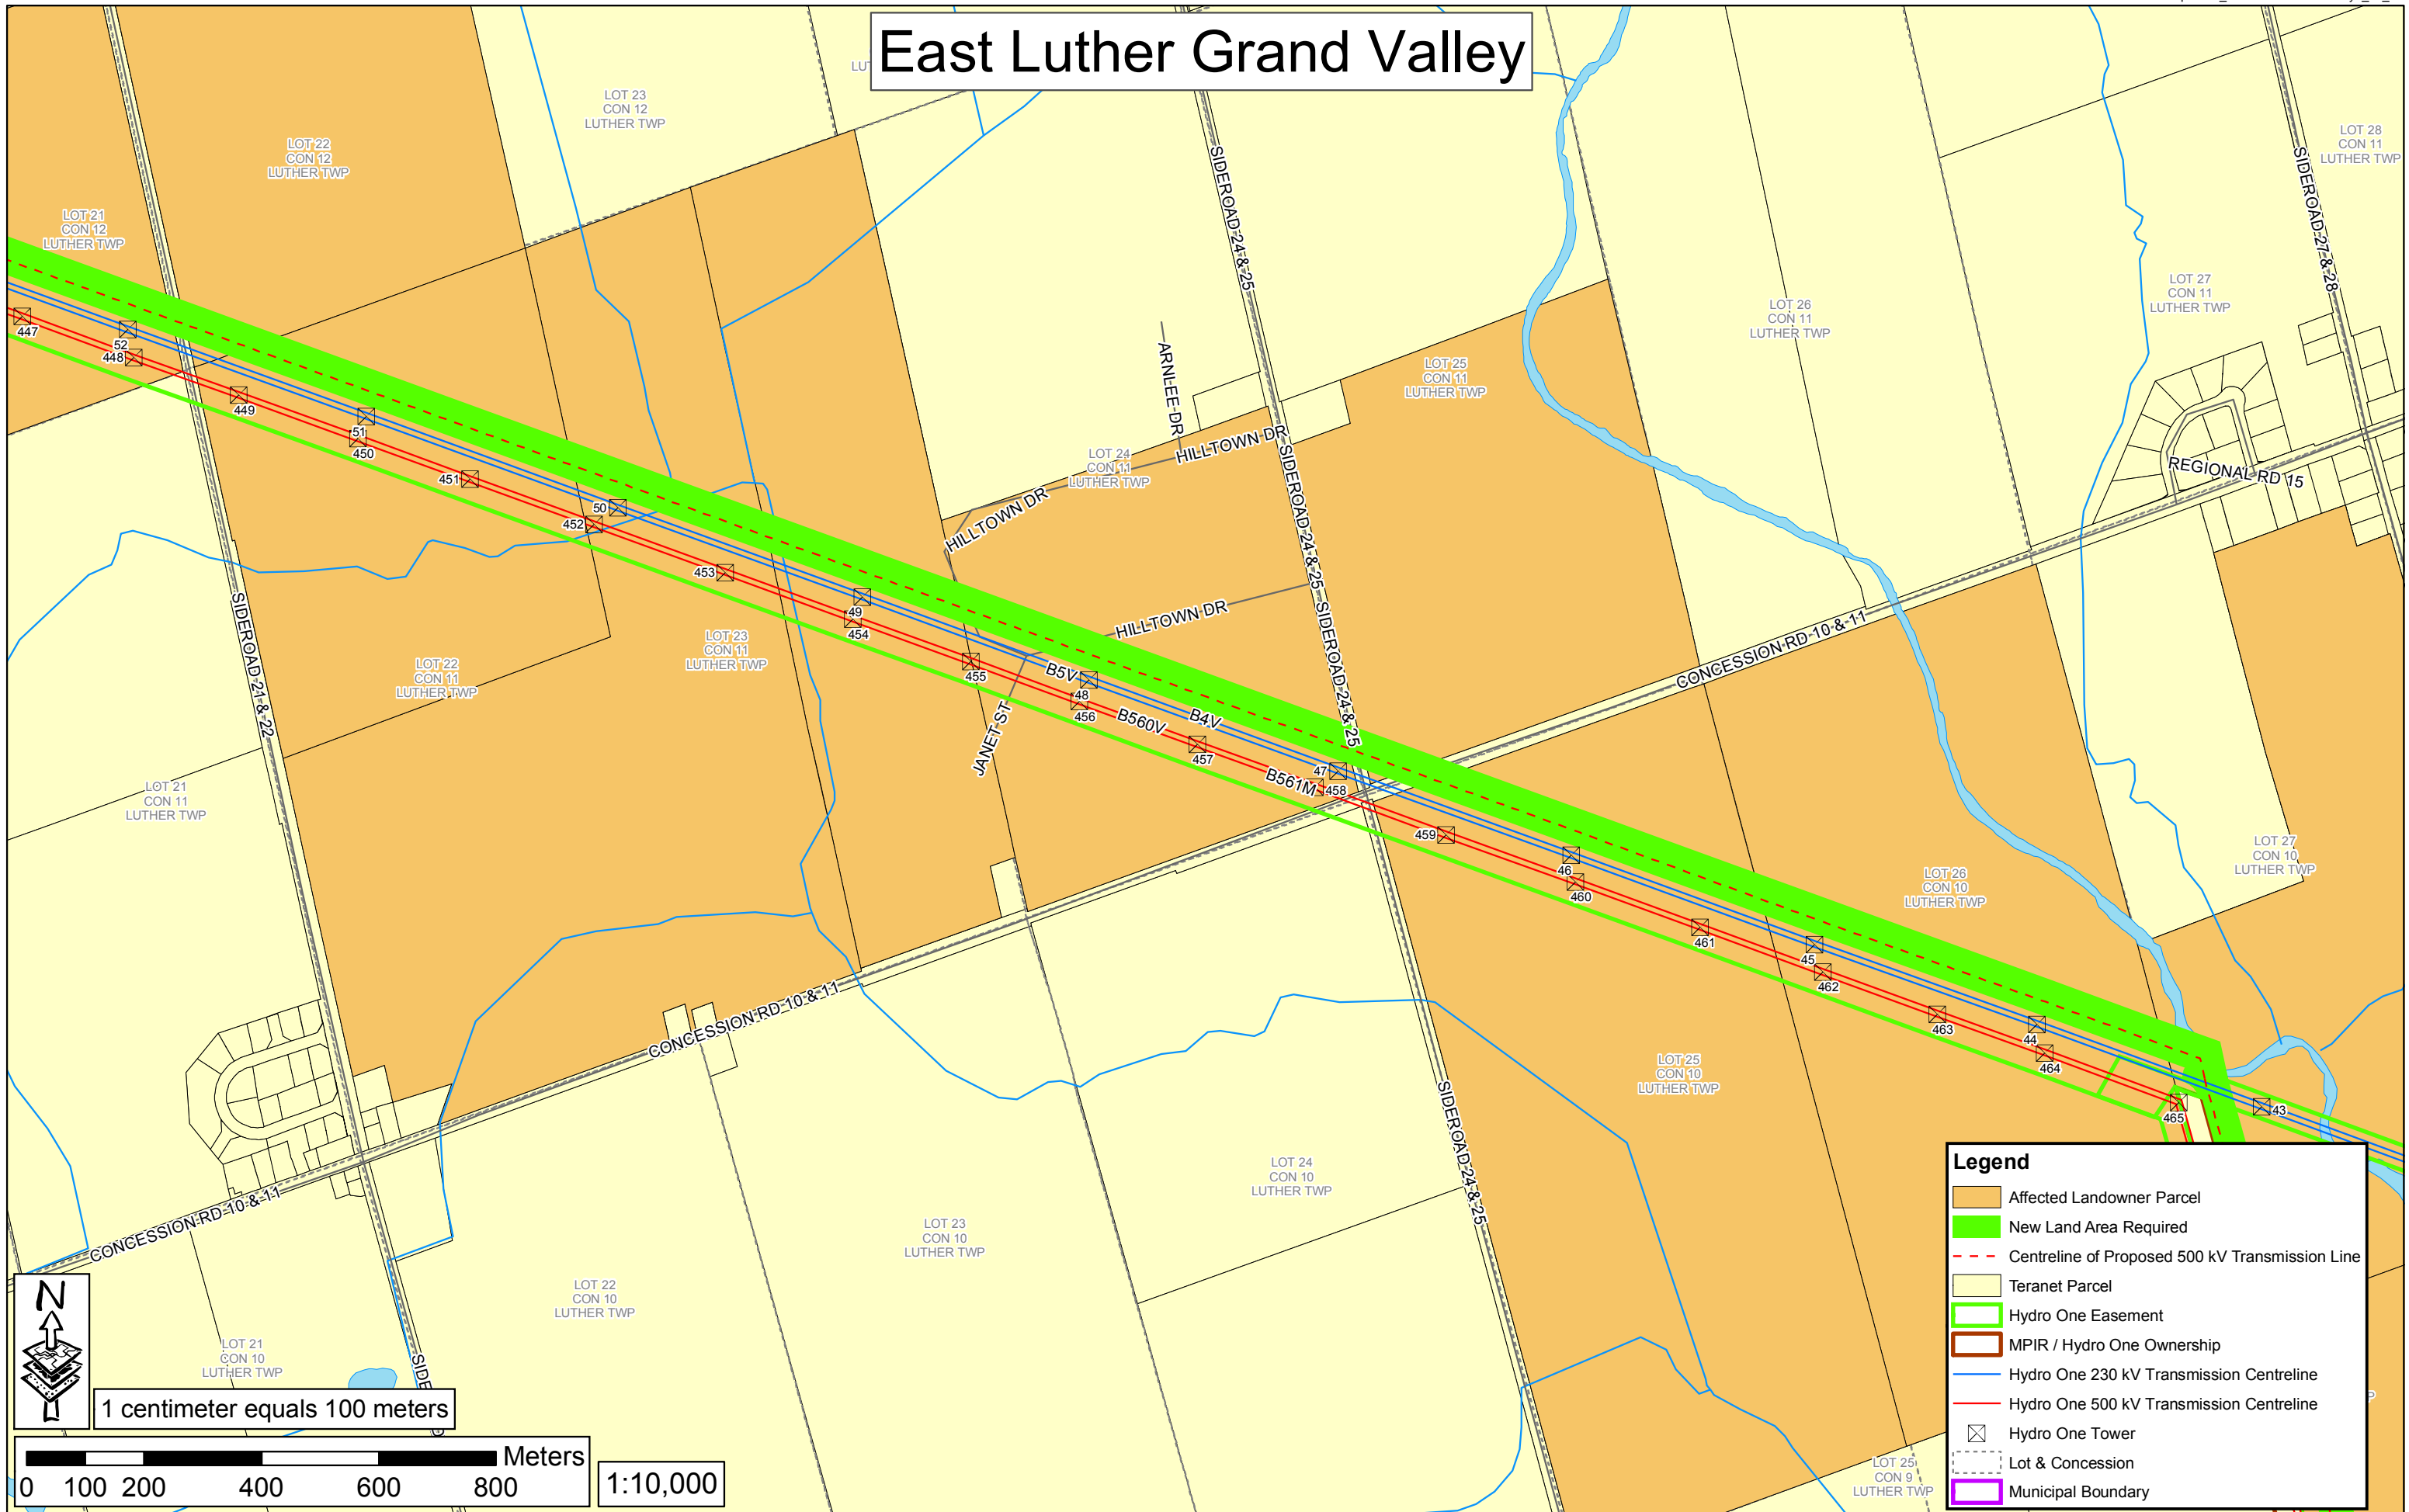 East Luther Grand Valley
LOT 23
CON 12
LUTHER TWP
LOT 22
CON 12
LUTHER TWP
LOT 21
CON 12
LUTHER TWP
LOT 28
CON 11
LUTHER TWP
SIDEROAD 24 & 25
SIDEROAD 27 & 28
LOT 27
CON 11
LUTHER TWP
LOT 26
CON 11
LUTHER TWP
LOT 25
CON 11
LUTHER TWP
ARNLEE DR
HILLTOWN DR
LOT 24
CON 11
LUTHER TWP
HILLTOWN DR
SIDEROAD 24 & 25
REGIONAL RD 15
447
52
448
449
51
450
451
50
452
453
49
454
455
48
456
457
47
458
459
46
460
461
45
462
463
44
464
465
43
HILLTOWN DR
SIDEROAD 24 & 25
CONCESSION RD 10 & 11
SIDEROAD 21 & 22
LOT 22
CON 11
LUTHER TWP
LOT 23
CON 11
LUTHER TWP
B5V
B4V
B560V
B561M
JANET ST
LOT 21
CON 11
LUTHER TWP
LOT 27
CON 10
LUTHER TWP
LOT 26
CON 10
LUTHER TWP
CONCESSION RD 10 & 11
LOT 25
CON 10
LUTHER TWP
SIDEROAD 24 & 25
LOT 24
CON 10
LUTHER TWP
LOT 23
CON 10
LUTHER TWP
CONCESSION RD 10 & 11
LOT 22
CON 10
LUTHER TWP
LOT 21
CON 10
LUTHER TWP
LOT 25
CON 9
LUTHER TWP
N
1 centimeter equals 100 meters
Meters
0 100 200 400 600 800
1:10,000
Legend
Affected Landowner Parcel
New Land Area Required
Centreline of Proposed 500 kV Transmission Line
Teranet Parcel
Hydro One Easement
MPIR / Hydro One Ownership
Hydro One 230 kV Transmission Centreline
Hydro One 500 kV Transmission Centreline
Hydro One Tower
Lot & Concession
Municipal Boundary